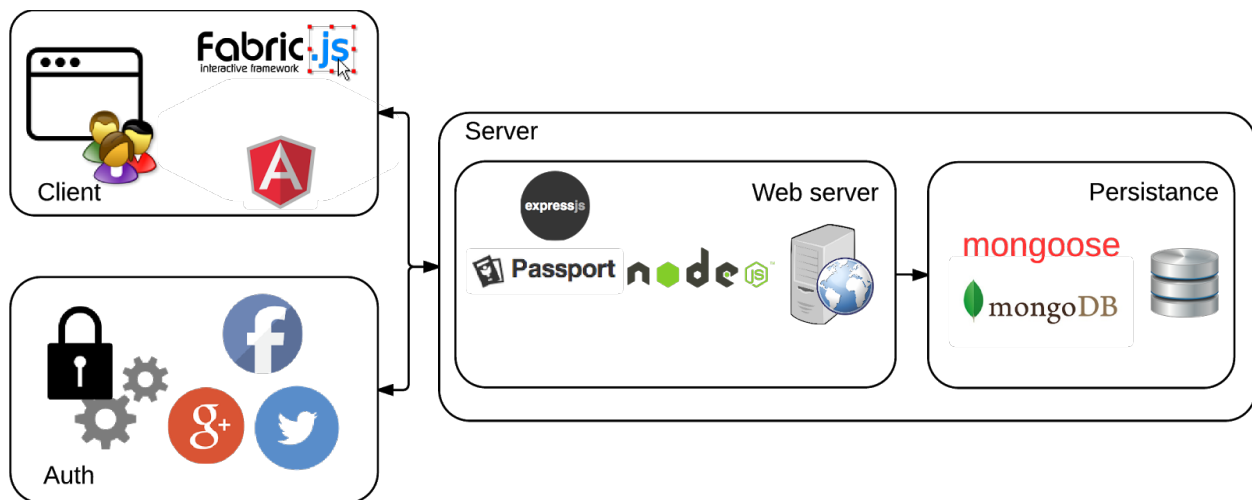 Fabric.js
interactive framework
A
Client
Server
expressjs
Web server
Passport
node
JS
Persistance
mongoose
mongoDB
f
g+
Auth